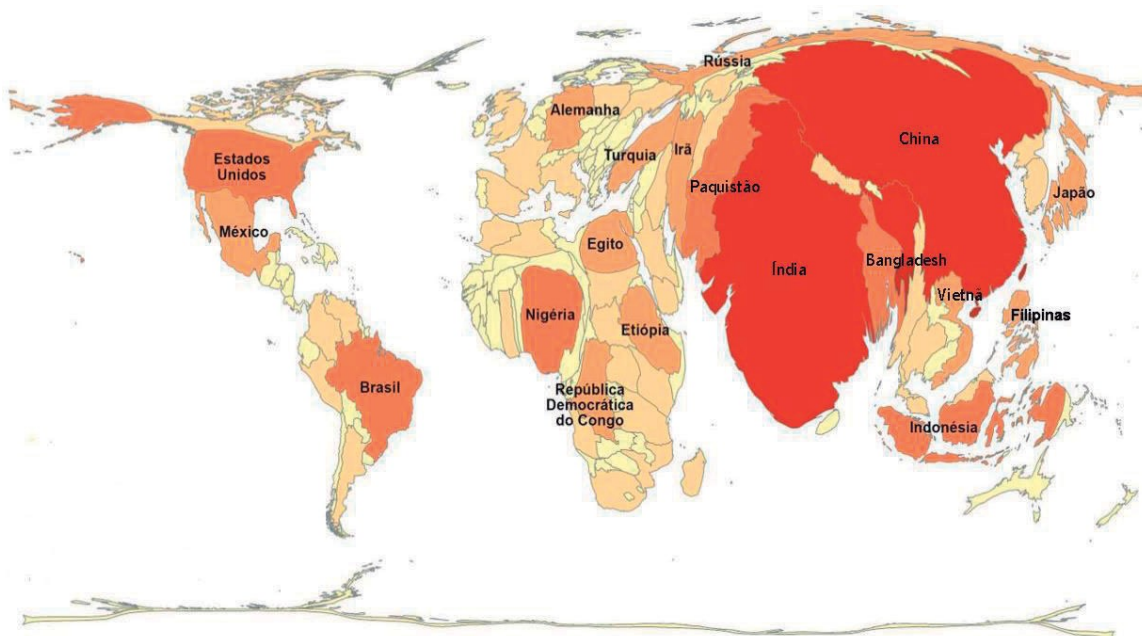 Rússia
Alemanha
China
Estados
Unidos
Turquia
Irã
Paquistão
Japão
México
Egito
Bangladesh
Índia
Vietnã
Nigéria
Etiópia
Filipinas
Brasil
República
Democrática
do Congo
Indonésia